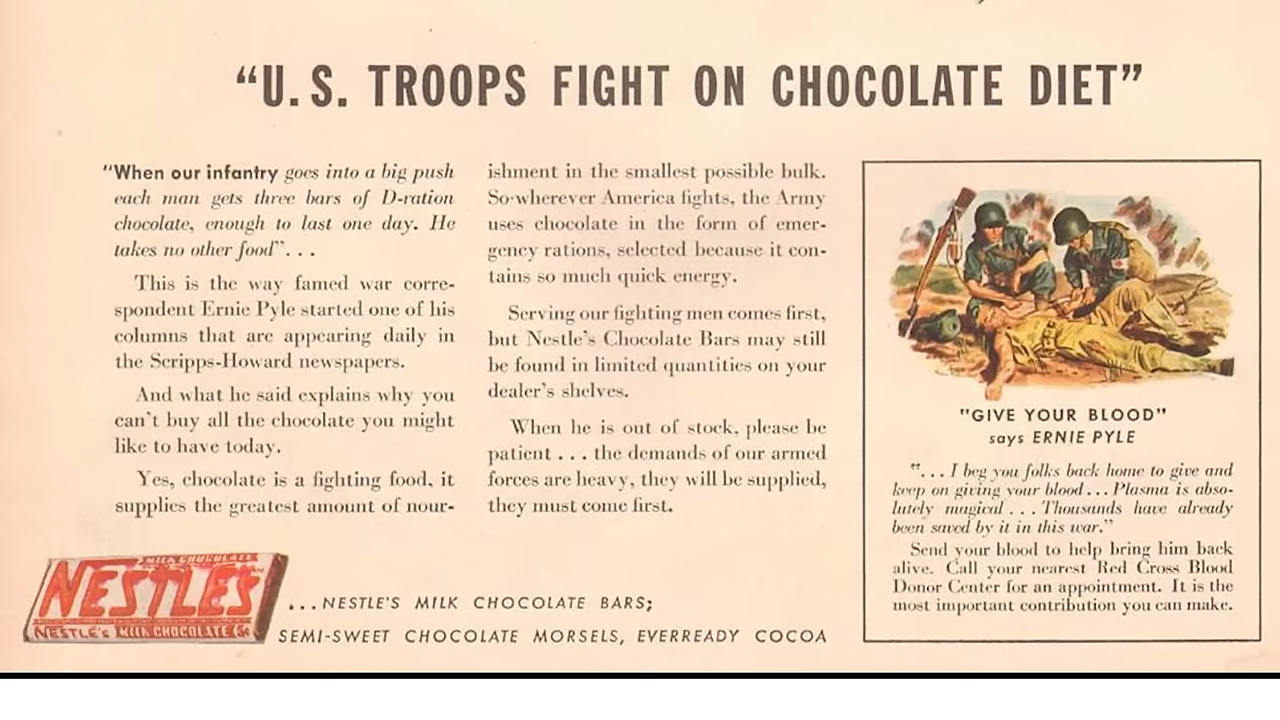 “U. S. TROOPS FIGHT ON CHOCOLATE DIET”
“When our infantry goes into a big push
each man gets three bars of D-ration
chocolate, enough to last one day. He
takes no other food” . . .
This is the way famed war corre-
spondent Ernie Pyle started one of his
columns that are appearing daily in
the Scripps-Howard newspapers.
And what he said explains why you
can't buy all the chocolate you might
like to have today.
Yes, chocolate is a fighting food, it
supplies the greatest amount of nour-
ishment in the smallest possible bulk.
So-wherever America fights, the Army
uses chocolate in the form of emer-
gency rations, selected because it con-
tains so much quick energy.
Serving our fighting men comes first,
but Nestle's Chocolate Bars may still
be found in limited quantities on your
dealer's shelves.
When he is out of stock, please be
patient . . . the demands of our armed
forces are heavy, they will be supplied,
they must come first.
MILK CHOCOLATE
NESTLE'S
NESTLE'S MILK CHOCOLATE 5¢
. . . NESTLE'S MILK CHOCOLATE BARS;
SEMI-SWEET CHOCOLATE MORSELS, EVERREADY COCOA
"GIVE YOUR BLOOD"
says ERNIE PYLE
“. . . I beg you folks back home to give and
keep on giving your blood . . . Plasma is abso-
lutely magical . . . Thousands have already
been saved by it in this war.”
Send your blood to help bring him back
alive. Call your nearest Red Cross Blood
Donor Center for an appointment. It is the
most important contribution you can make.